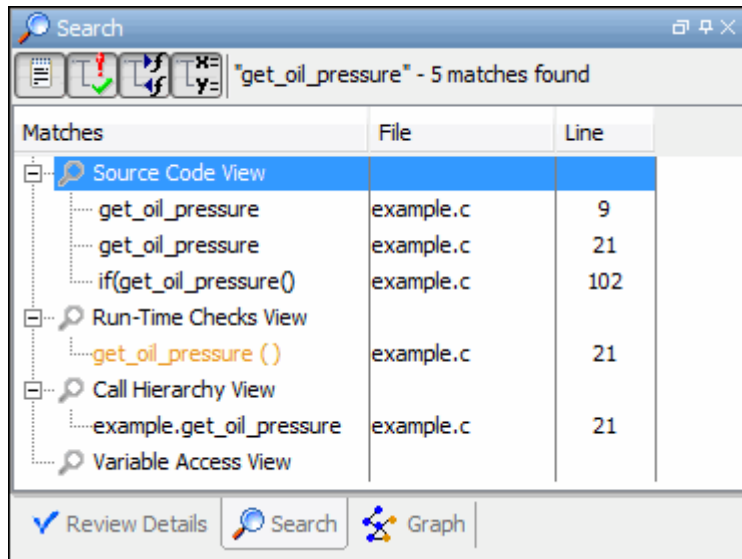 Search
"get_oil_pressure" - 5 matches found
Matches File Line
Source Code View
get_oil_pressure example.c 9
get_oil_pressure example.c 21
if(get_oil_pressure() example.c 102
Run-Time Checks View
get_oil_pressure ( ) example.c 21
Call Hierarchy View
example.get_oil_pressure example.c 21
Variable Access View
Review Details Search Graph